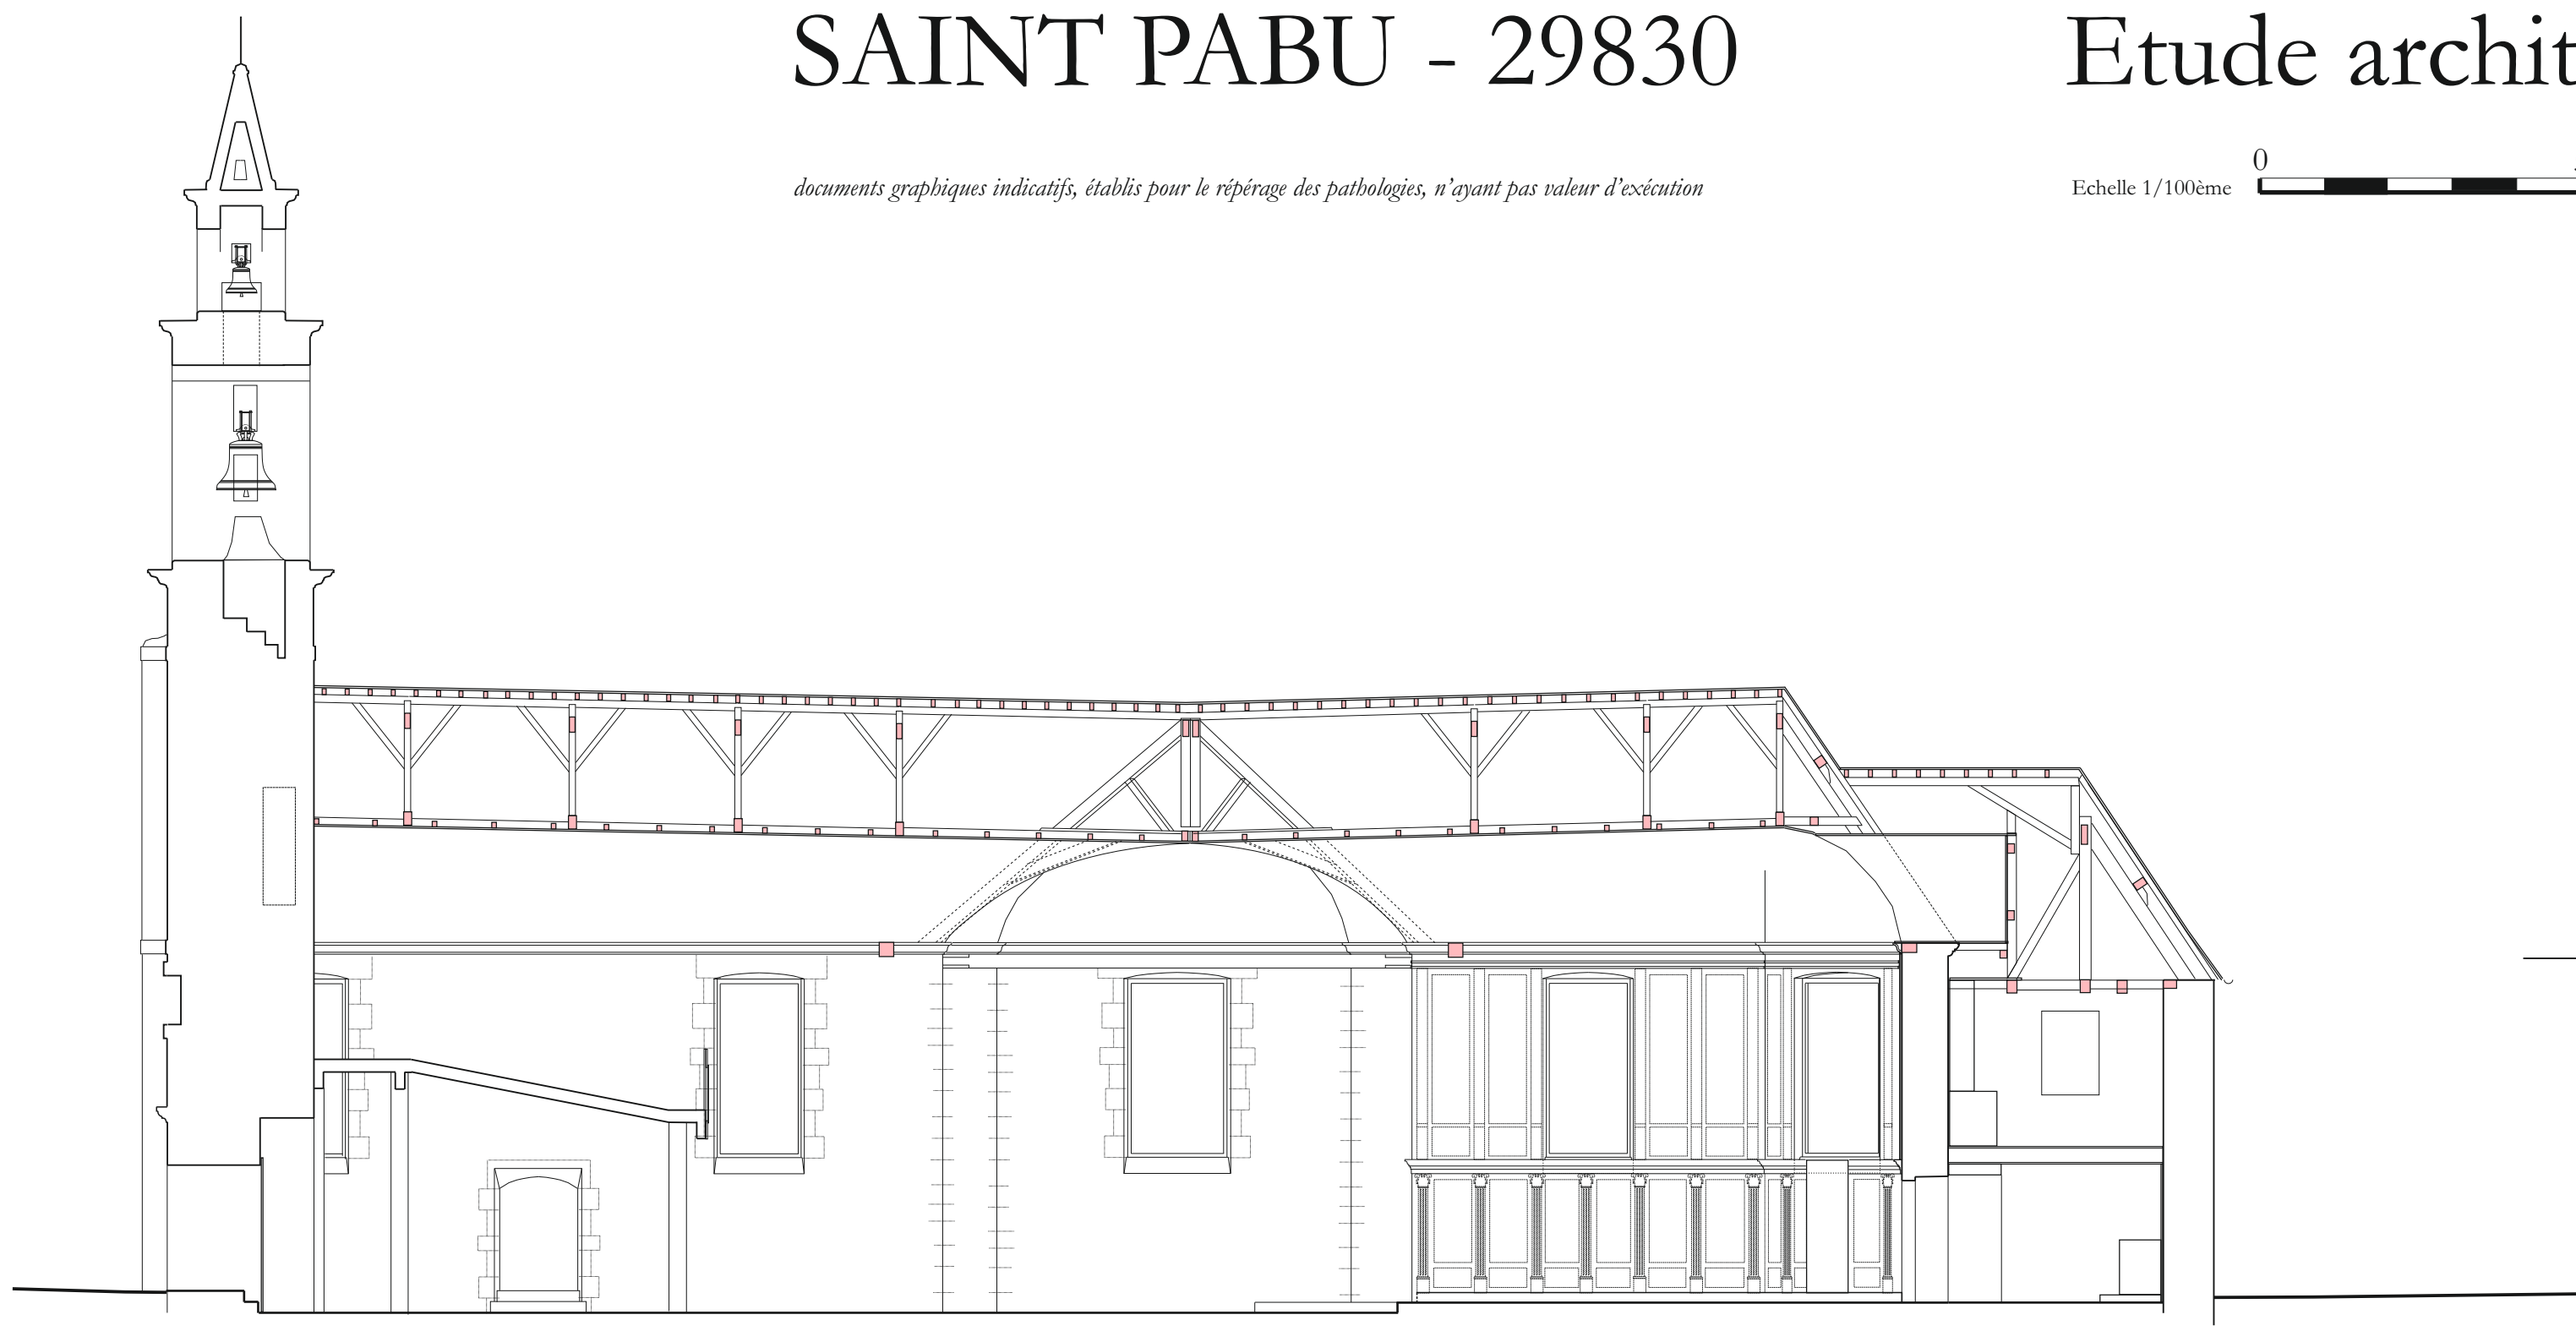 SAINT PABU - 29830
Etude archit
documents graphiques indicatifs, établis pour le répérage des pathologies, n’ayant pas valeur d’exécution
0
Echelle 1/100ème